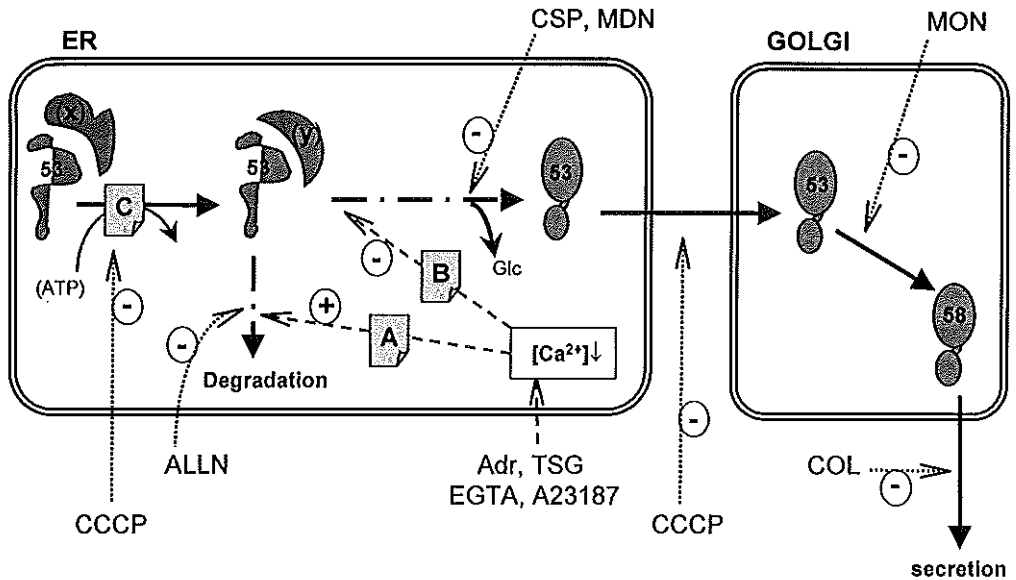 CSP, MDN
MON
ER
GOLGI
(x)
53
C
(ATP)
-
(y)
53
-
53
Glc
-
B
+
A
-
[Ca²⁺]↓
Degradation
ALLN
CCCP
Adr, TSG
EGTA, A23187
-
CCCP
53
-
58
COL
-
secretion